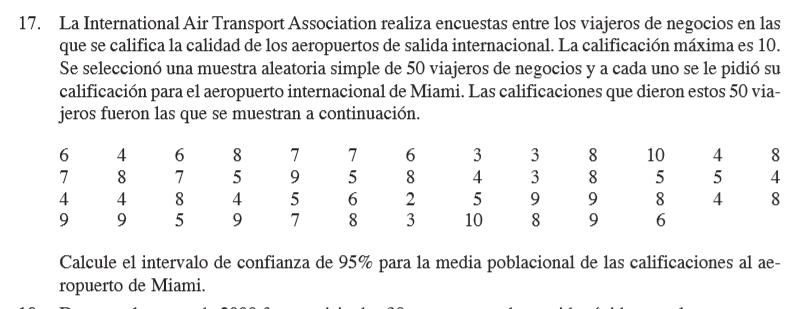 17. La International Air Transport Association realiza encuestas entre los viajeros de negocios en las
que se califica la calidad de los aeropuertos de salida internacional. La calificación máxima es 10.
Se seleccionó una muestra aleatoria simple de 50 viajeros de negocios y a cada uno se le pidió su
calificación para el aeropuerto internacional de Miami. Las calificaciones que dieron estos 50 via-
jeros fueron las que se muestran a continuación.
6 4 6 8 7 7 6 3 3 8 10 4 8
7 8 7 5 9 5 8 4 3 8 5 5 4
4 4 8 4 5 6 2 5 9 9 8 4 8
9 9 5 9 7 8 3 10 8 9 6
Calcule el intervalo de confianza de 95% para la media poblacional de las calificaciones al ae-
ropuerto de Miami.